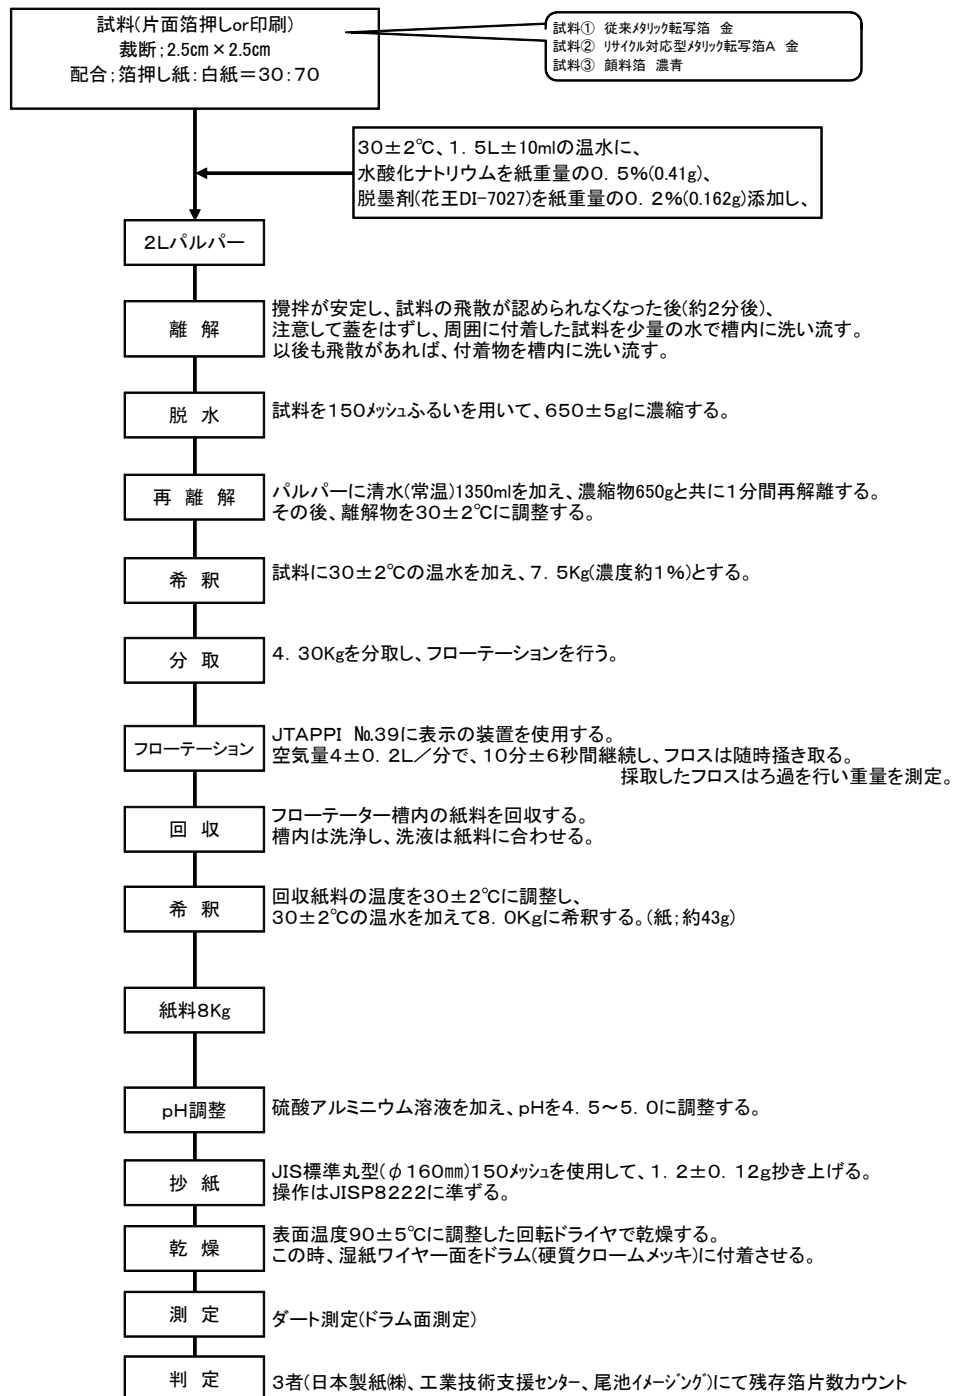 試料(片面箔押しor印刷)
裁断;2.5cm×2.5cm
配合;箔押し紙:白紙=30:70
試料① 従来ﾒﾀﾘｯｸ転写箔 金
試料② ﾘｻｲｸﾙ対応型ﾒﾀﾘｯｸ転写箔A 金
試料③ 顔料箔 濃青
30±2℃、1.5L±10mlの温水に、
水酸化ナトリウムを紙重量の0.5%(0.41g)、
脱墨剤(花王DI-7027)を紙重量の0.2%(0.162g)添加し、
2Lパルパー
離 解
攪拌が安定し、試料の飛散が認められなくなった後(約2分後)、
注意して蓋をはずし、周囲に付着した試料を少量の水で槽内に洗い流す。
以後も飛散があれば、付着物を槽内に洗い流す。
脱 水
試料を150ﾒｯｼｭふるいを用いて、650±5gに濃縮する。
再 離 解
パルパーに清水(常温)1350mlを加え、濃縮物650gと共に1分間再解離する。
その後、離解物を30±2℃に調整する。
希 釈
試料に30±2℃の温水を加え、7.5Kg(濃度約1%)とする。
分 取
4.30Kgを分取し、フローテーションを行う。
フローテーション
JTAPPI №39に表示の装置を使用する。
空気量4±0.2L/分で、10分±6秒間継続し、フロスは随時掻き取る。
採取したフロスはろ過を行い重量を測定。
回 収
フローテーター槽内の紙料を回収する。
槽内は洗浄し、洗液は紙料に合わせる。
希 釈
回収紙料の温度を30±2℃に調整し、
30±2℃の温水を加えて8.0Kgに希釈する。(紙;約43g)
紙料8Kg
pH調整
硫酸アルミニウム溶液を加え、pHを4.5~5.0に調整する。
抄 紙
JIS標準丸型(φ160㎜)150ﾒｯｼｭを使用して、1.2±0.12g抄き上げる。
操作はJISP8222に準ずる。
乾 燥
表面温度90±5℃に調整した回転ドライヤで乾燥する。
この時、湿紙ワイヤー面をドラム(硬質クロームメッキ)に付着させる。
測 定
ダート測定(ドラム面測定)
判 定
3者(日本製紙㈱、工業技術支援ｾﾝﾀｰ、尾池ｲﾒｰｼﾞﾝｸﾞ)にて残存箔片数カウント